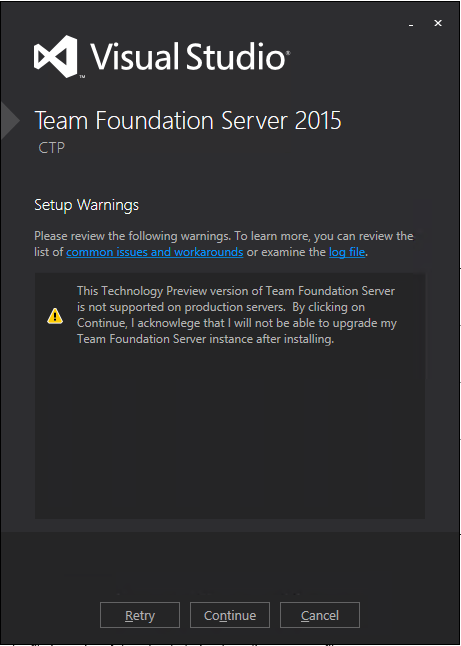 Visual Studio
™
®
Team Foundation Server 2015
CTP
Setup Warnings
Please review the following warnings. To learn more, you can review the
list of common issues and workarounds or examine the log file.
This Technology Preview version of Team Foundation Server
is not supported on production servers.  By clicking on
Continue, I acknowlege that I will not be able to upgrade my
Team Foundation Server instance after installing.
Retry
Continue
Cancel